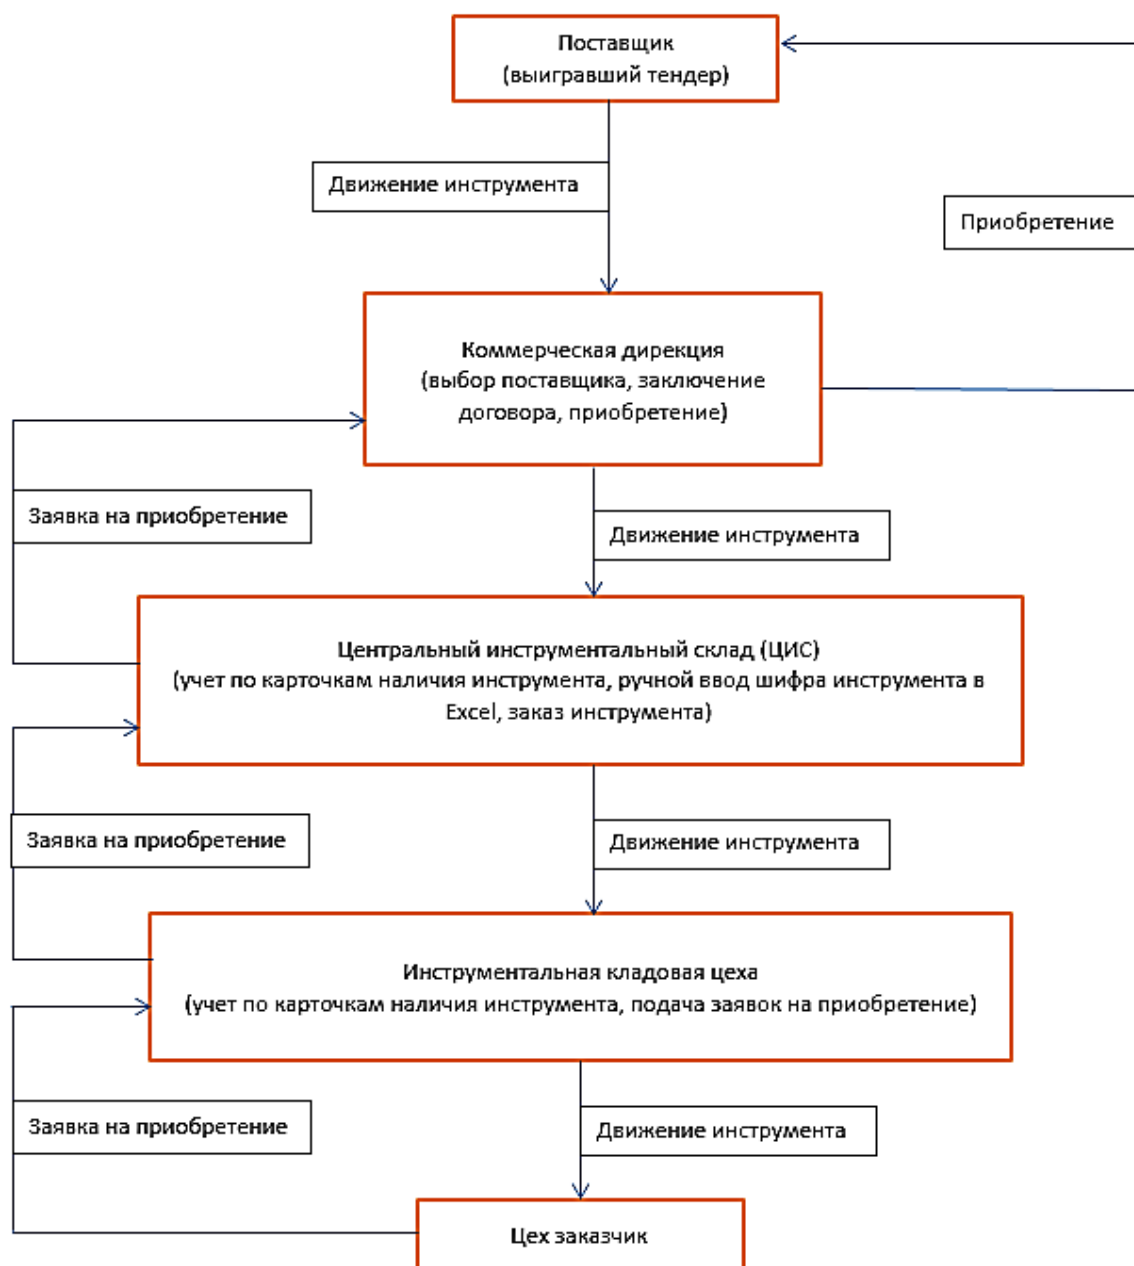 Поставщик
(выигравший тендер)
Движение инструмента
Приобретение
Коммерческая дирекция
(выбор поставщика, заключение
договора, приобретение)
Заявка на приобретение
Движение инструмента
Центральный инструментальный склад (ЦИС)
(учет по карточкам наличия инструмента, ручной ввод шифра инструмента в
Excel, заказ инструмента)
Заявка на приобретение
Движение инструмента
Инструментальная кладовая цеха
(учет по карточкам наличия инструмента, подача заявок на приобретение)
Заявка на приобретение
Движение инструмента
Цех заказчик